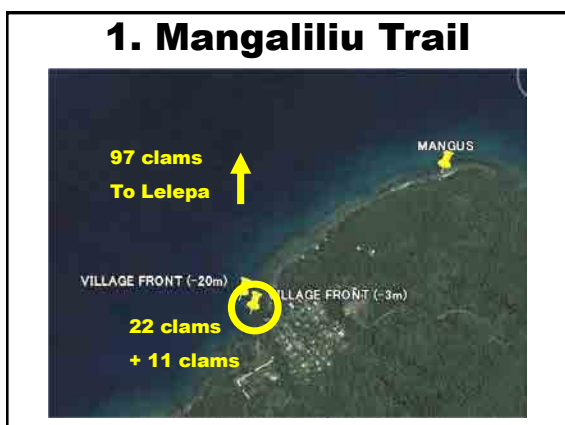 1. Mangaliliu Trail
97 clams
To Lelepa
MANGUS
VILLAGE FRONT (-20m)
VILLAGE FRONT (-3m)
22 clams
+ 11 clams